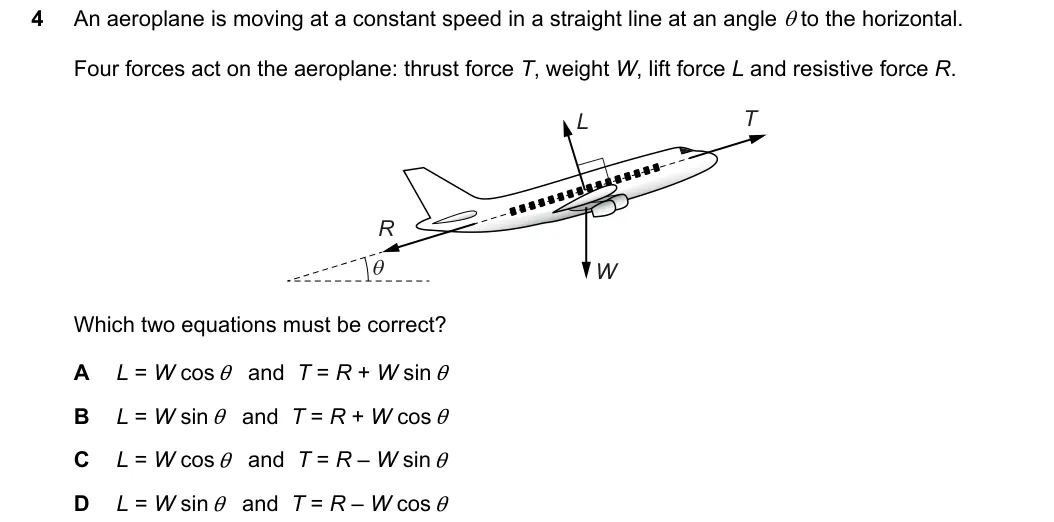 4 An aeroplane is moving at a constant speed in a straight line at an angle θ to the horizontal.
Four forces act on the aeroplane: thrust force T, weight W, lift force L and resistive force R.
L
T
R
θ
W
Which two equations must be correct?
A L = W cos θ and T = R + W sin θ
B L = W sin θ and T = R + W cos θ
C L = W cos θ and T = R – W sin θ
D L = W sin θ and T = R – W cos θ